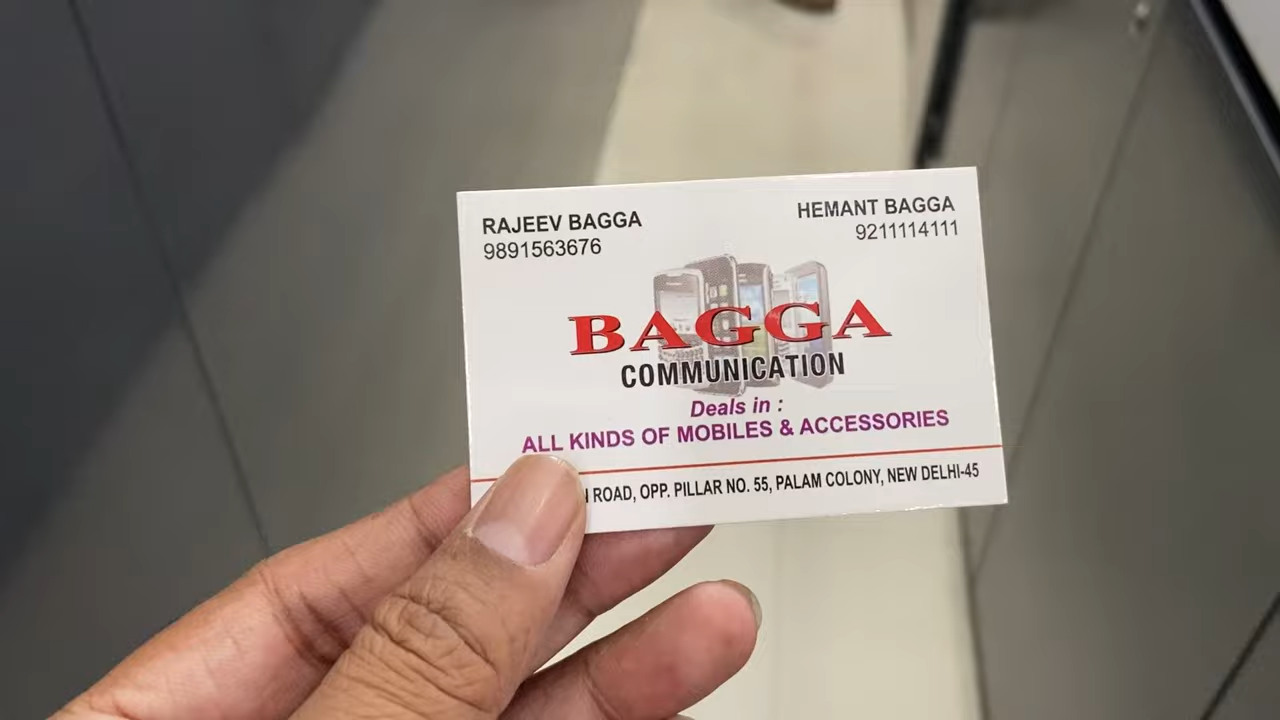 RAJEEV BAGGA
9891563676
HEMANT BAGGA
9211114111
BAGGA
COMMUNICATION
Deals in :
ALL KINDS OF MOBILES & ACCESSORIES
ROAD, OPP. PILLAR NO. 55, PALAM COLONY, NEW DELHI-45